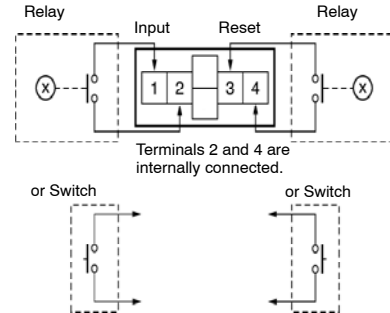 Relay
Relay
Input
Reset
X
1 2 3 4
X
Terminals 2 and 4 are
internally connected.
or Switch
or Switch